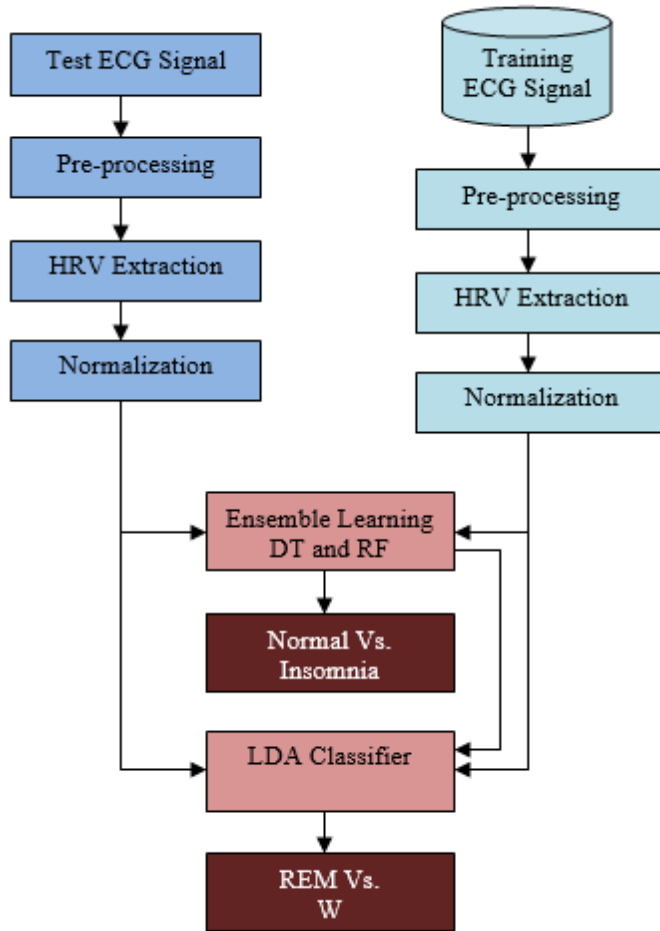 Test ECG Signal
Pre-processing
HRV Extraction
Normalization
Training
ECG Signal
Pre-processing
HRV Extraction
Normalization
Ensemble Learning
DT and RF
Normal Vs.
Insomnia
LDA Classifier
REM Vs.
W